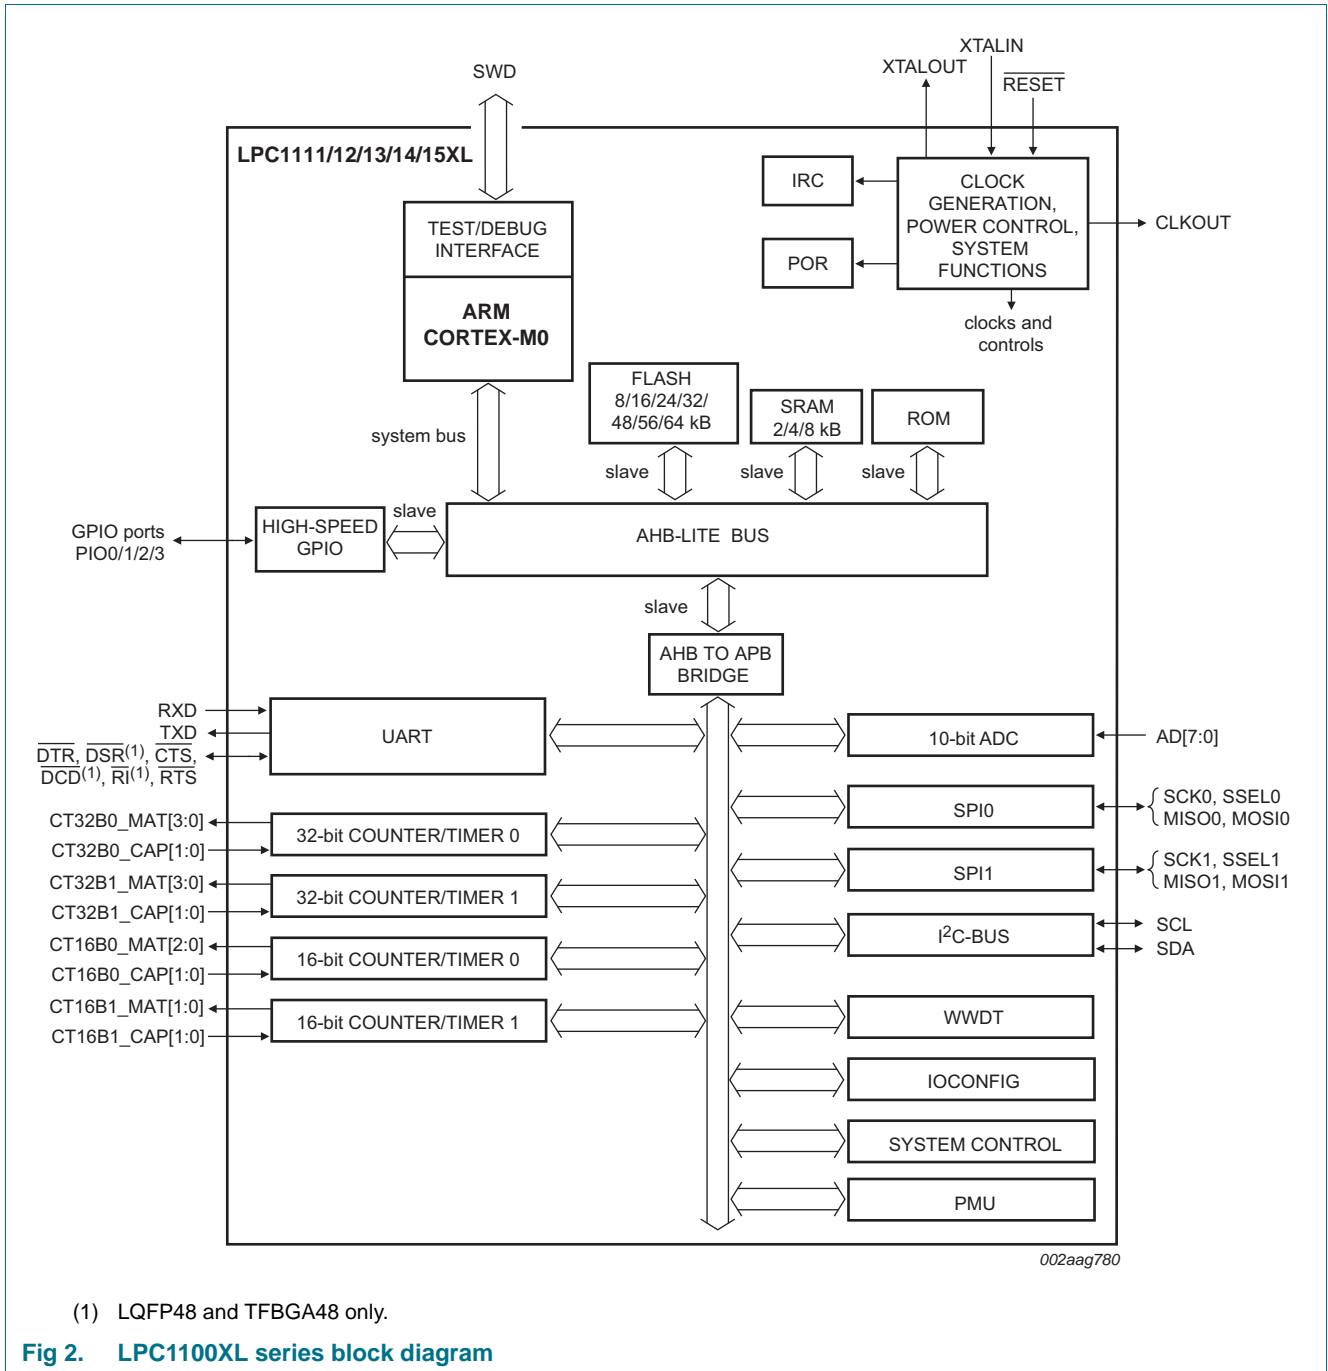 XTALIN
XTALOUT
RESET
SWD
LPC1111/12/13/14/15XL
IRC
CLOCK
GENERATION,
POWER CONTROL,
SYSTEM
FUNCTIONS
CLKOUT
TEST/DEBUG
INTERFACE
POR
ARM
CORTEX-M0
clocks and
controls
FLASH
8/16/24/32/
48/56/64 kB
SRAM
2/4/8 kB
ROM
system bus
slave
slave
slave
slave
GPIO ports
PIO0/1/2/3
HIGH-SPEED
GPIO
AHB-LITE BUS
slave
AHB TO APB
BRIDGE
RXD
TXD
DTR, DSR(1), CTS,
DCD(1), RI(1), RTS
UART
10-bit ADC
AD[7:0]
CT32B0_MAT[3:0]
CT32B0_CAP[1:0]
32-bit COUNTER/TIMER 0
SPI0
SCK0, SSEL0
MISO0, MOSI0
CT32B1_MAT[3:0]
CT32B1_CAP[1:0]
32-bit COUNTER/TIMER 1
SPI1
SCK1, SSEL1
MISO1, MOSI1
CT16B0_MAT[2:0]
CT16B0_CAP[1:0]
16-bit COUNTER/TIMER 0
I2C-BUS
SCL
SDA
CT16B1_MAT[1:0]
CT16B1_CAP[1:0]
16-bit COUNTER/TIMER 1
WWDT
IOCONFIG
SYSTEM CONTROL
PMU
002aag780
(1) LQFP48 and TFBGA48 only.
Fig 2. LPC1100XL series block diagram